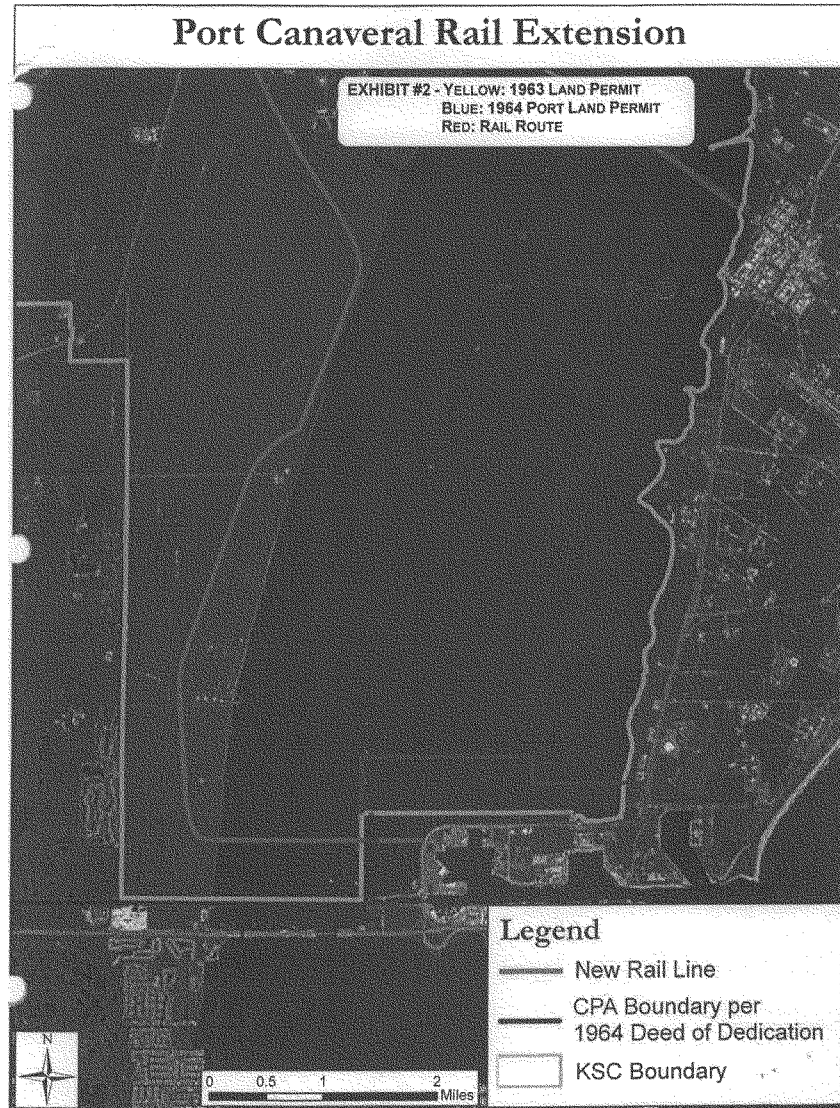 Port Canaveral Rail Extension
EXHIBIT #2 - YELLOW: 1963 LAND PERMIT
BLUE: 1964 PORT LAND PERMIT
RED: RAIL ROUTE
Legend
New Rail Line
CPA Boundary per
1964 Deed of Dedication
KSC Boundary
N
0 0.5 1 2
Miles